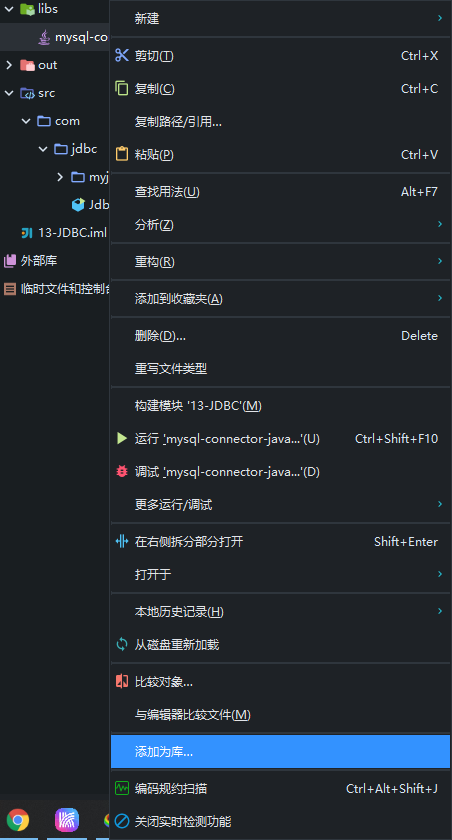 libs
mysql-co
out
src
com
jdbc
myj
Jdb
13-JDBC.iml
外部库
临时文件和控制台
新建
剪切(T) Ctrl+X
复制(C) Ctrl+C
复制路径/引用...
粘贴(P) Ctrl+V
查找用法(U) Alt+F7
分析(Z)
重构(R)
添加到收藏夹(A)
删除(D)... Delete
重写文件类型
构建模块 '13-JDBC'(M)
运行 'mysql-connector-java...'(U) Ctrl+Shift+F10
调试 'mysql-connector-java...'(D)
更多运行/调试
在右侧拆分部分打开 Shift+Enter
打开于
本地历史记录(H)
从磁盘重新加载
比较对象...
与编辑器比较文件(M)
添加为库...
编码规约扫描 Ctrl+Alt+Shift+J
关闭实时检测功能